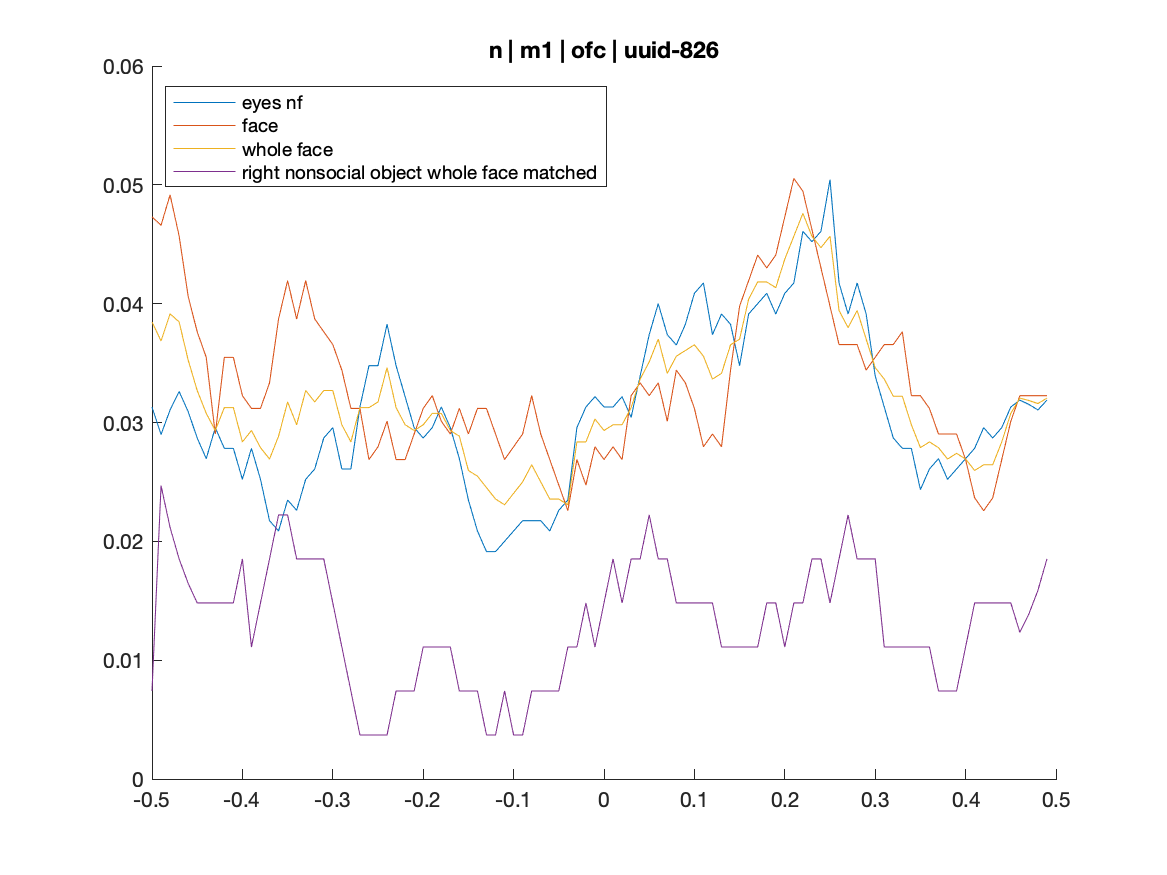 n | m1 | ofc | uuid-826
0.06
eyes nf
face
whole face
right nonsocial object whole face matched
0.05
0.04
0.03
0.02
0.01
0
-0.5 -0.4 -0.3 -0.2 -0.1 0 0.1 0.2 0.3 0.4 0.5